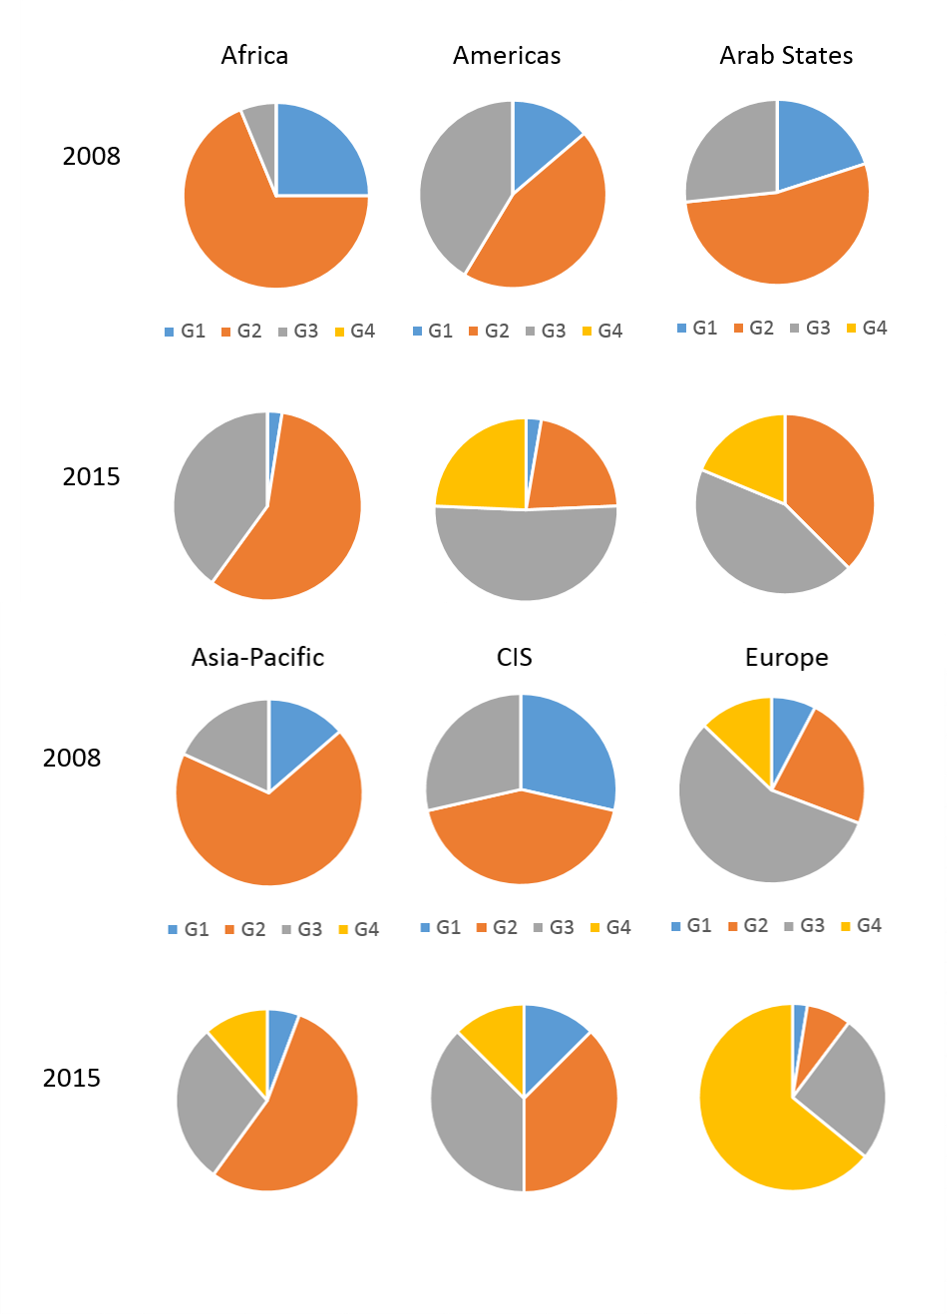 Africa Americas Arab States
2008
G1 G2 G3 G4 G1 G2 G3 G4 G1 G2 G3 G4
2015
Asia-Pacific CIS Europe
2008
G1 G2 G3 G4 G1 G2 G3 G4 G1 G2 G3 G4
2015